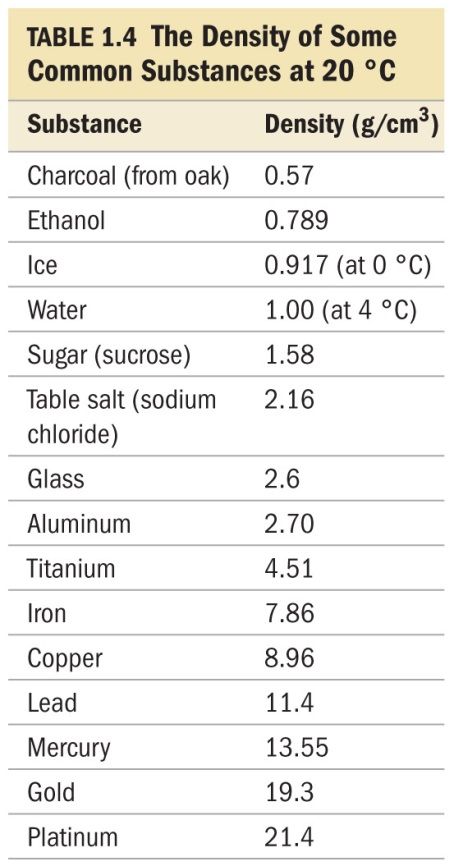 TABLE 1.4 The Density of Some
Common Substances at 20 °C
Substance Density (g/cm³)
Charcoal (from oak) 0.57
Ethanol 0.789
Ice 0.917 (at 0 °C)
Water 1.00 (at 4 °C)
Sugar (sucrose) 1.58
Table salt (sodium 2.16
chloride)
Glass 2.6
Aluminum 2.70
Titanium 4.51
Iron 7.86
Copper 8.96
Lead 11.4
Mercury 13.55
Gold 19.3
Platinum 21.4